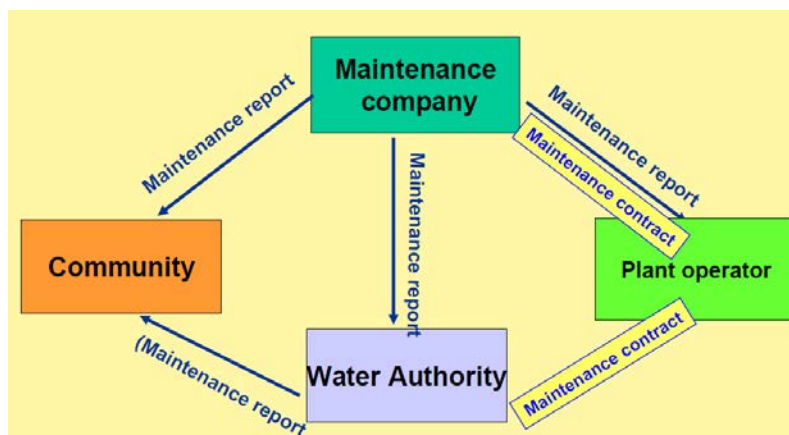 Maintenance
company
Maintenance report
Maintenance report
Maintenance contract
Maintenance report
Community
Plant operator
(Maintenance report
Water Authority
Maintenance contract